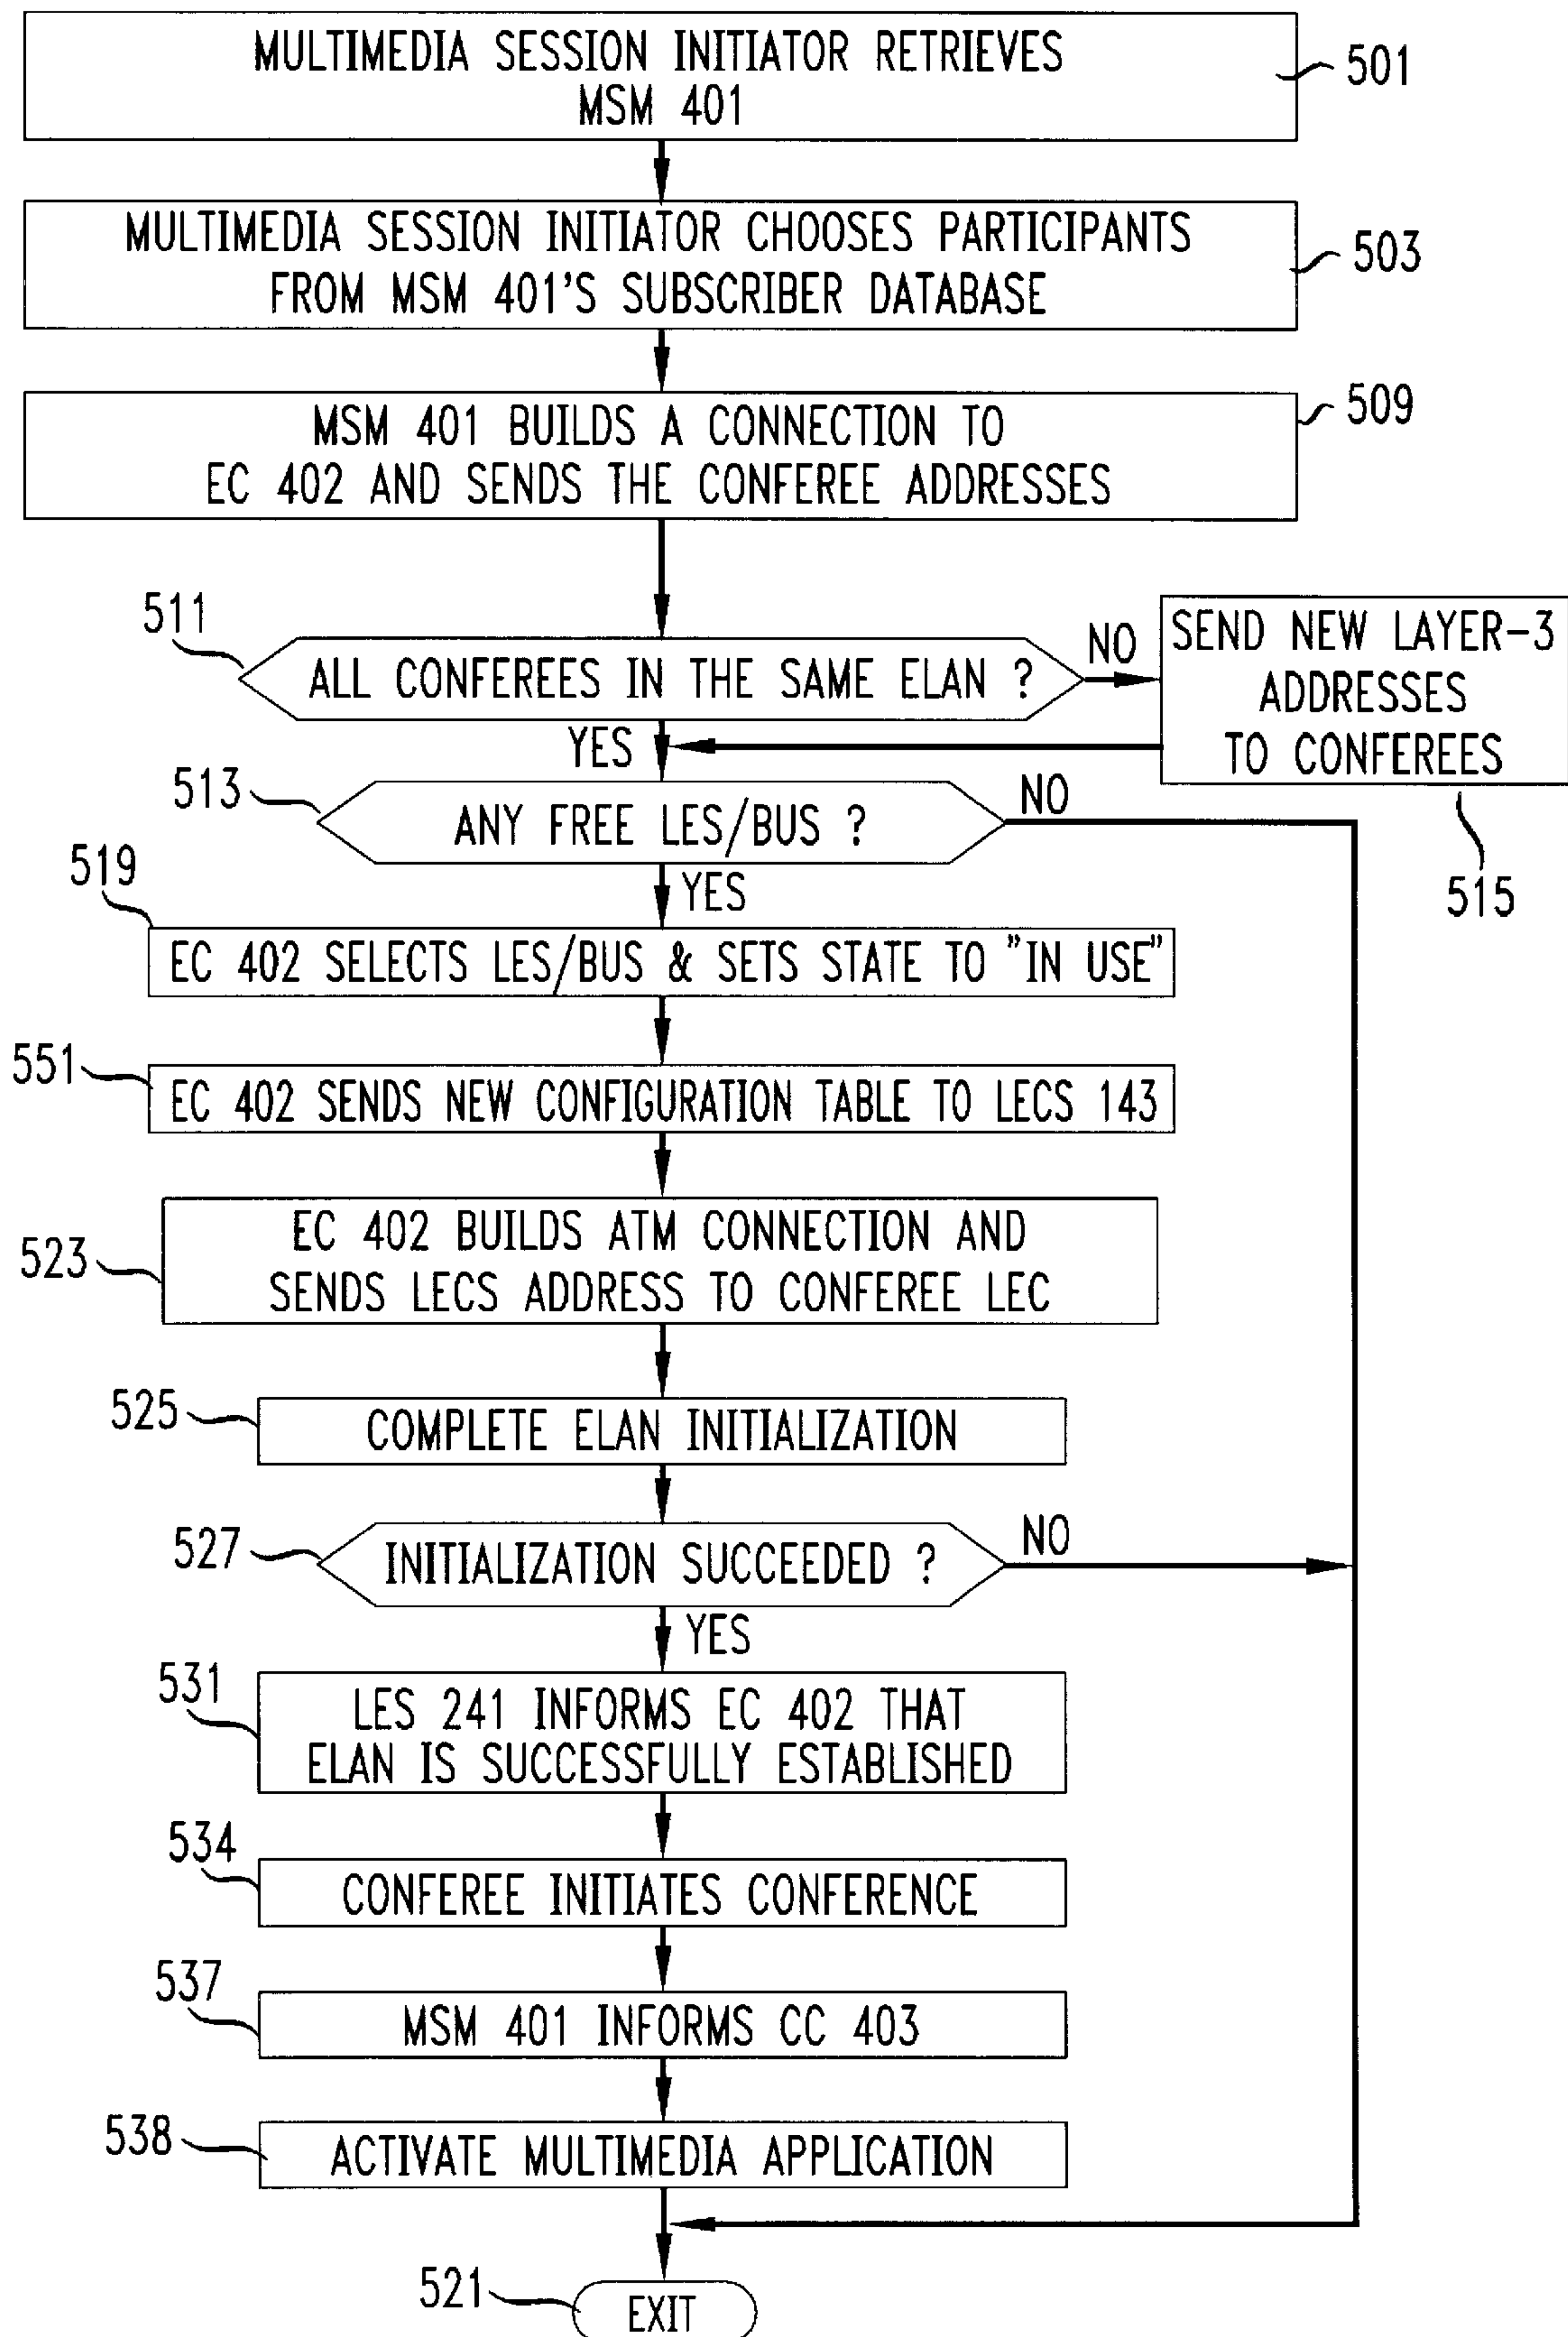 MULTIMEDIA SESSION INITIATOR RETRIEVES
MSM 401
501
MULTIMEDIA SESSION INITIATOR CHOOSES PARTICIPANTS
FROM MSM 401'S SUBSCRIBER DATABASE
503
MSM 401 BUILDS A CONNECTION TO
EC 402 AND SENDS THE CONFEREE ADDRESSES
509
511
ALL CONFEREES IN THE SAME ELAN ?
NO
SEND NEW LAYER-3
ADDRESSES
TO CONFEREES
515
YES
513
ANY FREE LES/BUS ?
NO
YES
519
EC 402 SELECTS LES/BUS & SETS STATE TO "IN USE"
551
EC 402 SENDS NEW CONFIGURATION TABLE TO LECS 143
523
EC 402 BUILDS ATM CONNECTION AND
SENDS LECS ADDRESS TO CONFEREE LEC
525
COMPLETE ELAN INITIALIZATION
527
INITIALIZATION SUCCEEDED ?
NO
YES
531
LES 241 INFORMS EC 402 THAT
ELAN IS SUCCESSFULLY ESTABLISHED
534
CONFEREE INITIATES CONFERENCE
537
MSM 401 INFORMS CC 403
538
ACTIVATE MULTIMEDIA APPLICATION
521
EXIT